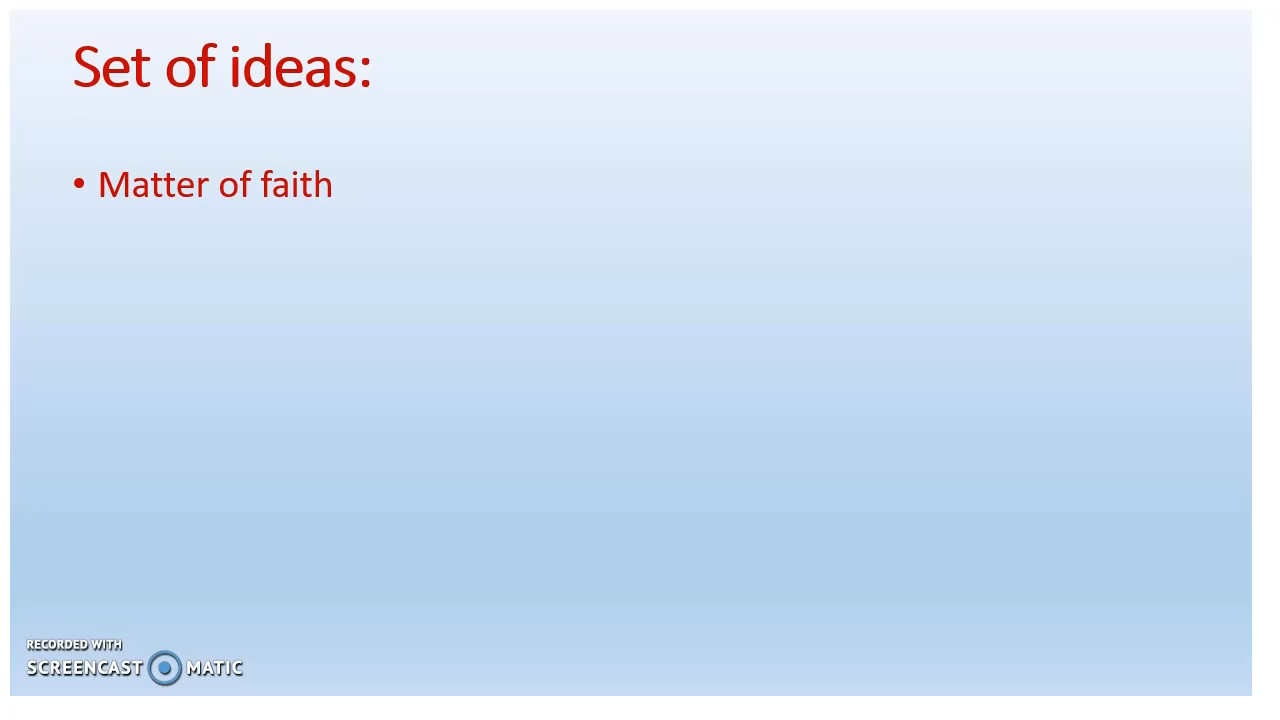 Set of ideas:
• Matter of faith
RECORDED WITH
SCREENCAST MATIC